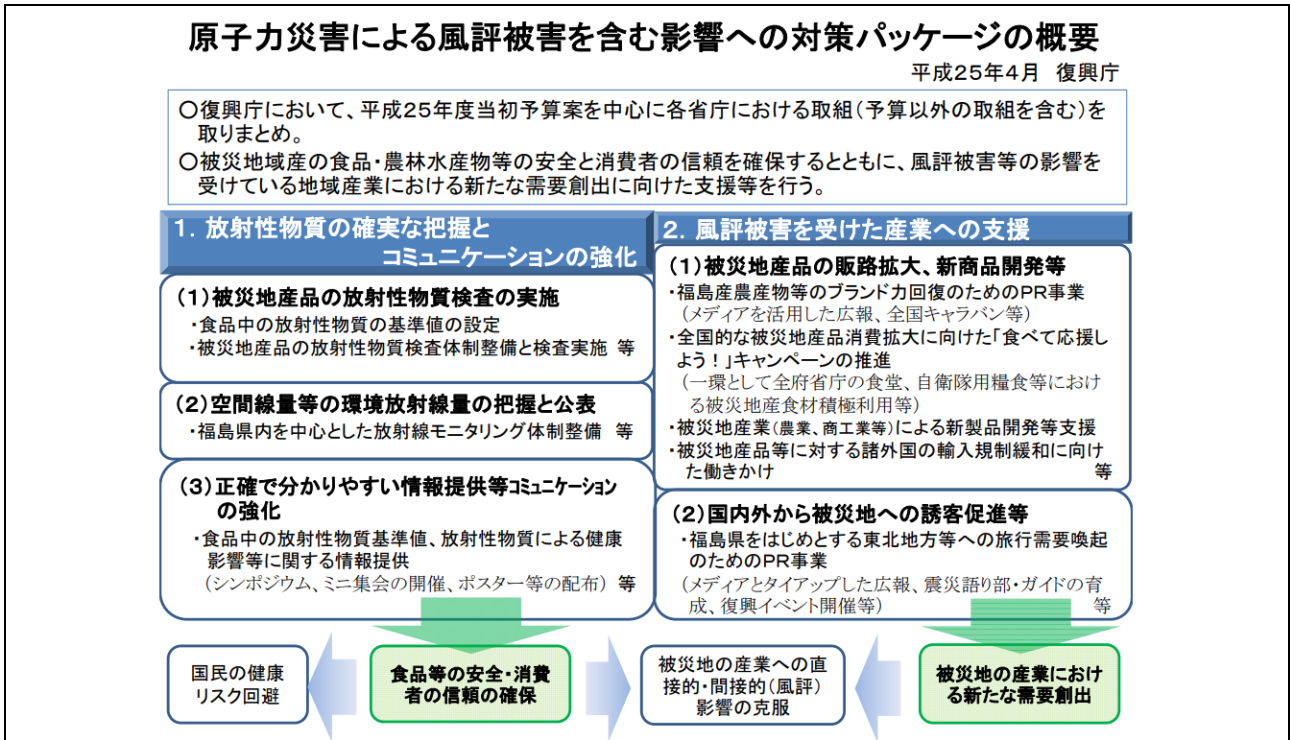 原子力災害による風評被害を含む影響への対策パッケージの概要
平成25年4月 復興庁
○復興庁において、平成25年度当初予算案を中心に各省庁における取組(予算以外の取組を含む)を
取りまとめ。
○被災地域産の食品・農林水産物等の安全と消費者の信頼を確保するとともに、風評被害等の影響を
受けている地域産業における新たな需要創出に向けた支援等を行う。
1. 放射性物質の確実な把握と
コミュニケーションの強化
(1)被災地産品の放射性物質検査の実施
・食品中の放射性物質の基準値の設定
・被災地産品の放射性物質検査体制整備と検査実施 等
(2)空間線量等の環境放射線量の把握と公表
・福島県内を中心とした放射線モニタリング体制整備 等
(3)正確で分かりやすい情報提供等コミュニケーション
の強化
・食品中の放射性物質基準値、放射性物質による健康
影響等に関する情報提供
(シンポジウム、ミニ集会の開催、ポスター等の配布) 等
2. 風評被害を受けた産業への支援
(1)被災地産品の販路拡大、新商品開発等
・福島産農産物等のブランド力回復のためのPR事業
(メディアを活用した広報、全国キャラバン等)
・全国的な被災地産品消費拡大に向けた「食べて応援し
よう！」キャンペーンの推進
(一環として全府省庁の食堂、自衛隊用糧食等におけ
る被災地産食材積極利用等)
・被災地産業(農業、商工業等)による新製品開発等支援
・被災地産品等に対する諸外国の輸入規制緩和に向け
た働きかけ 等
(2)国内外から被災地への誘客促進等
・福島県をはじめとする東北地方等への旅行需要喚起
のためのPR事業
(メディアとタイアップした広報、震災語り部・ガイドの育
成、復興イベント開催等) 等
国民の健康
リスク回避
食品等の安全・消費
者の信頼の確保
被災地の産業への直
接的・間接的(風評)
影響の克服
被災地の産業におけ
る新たな需要創出